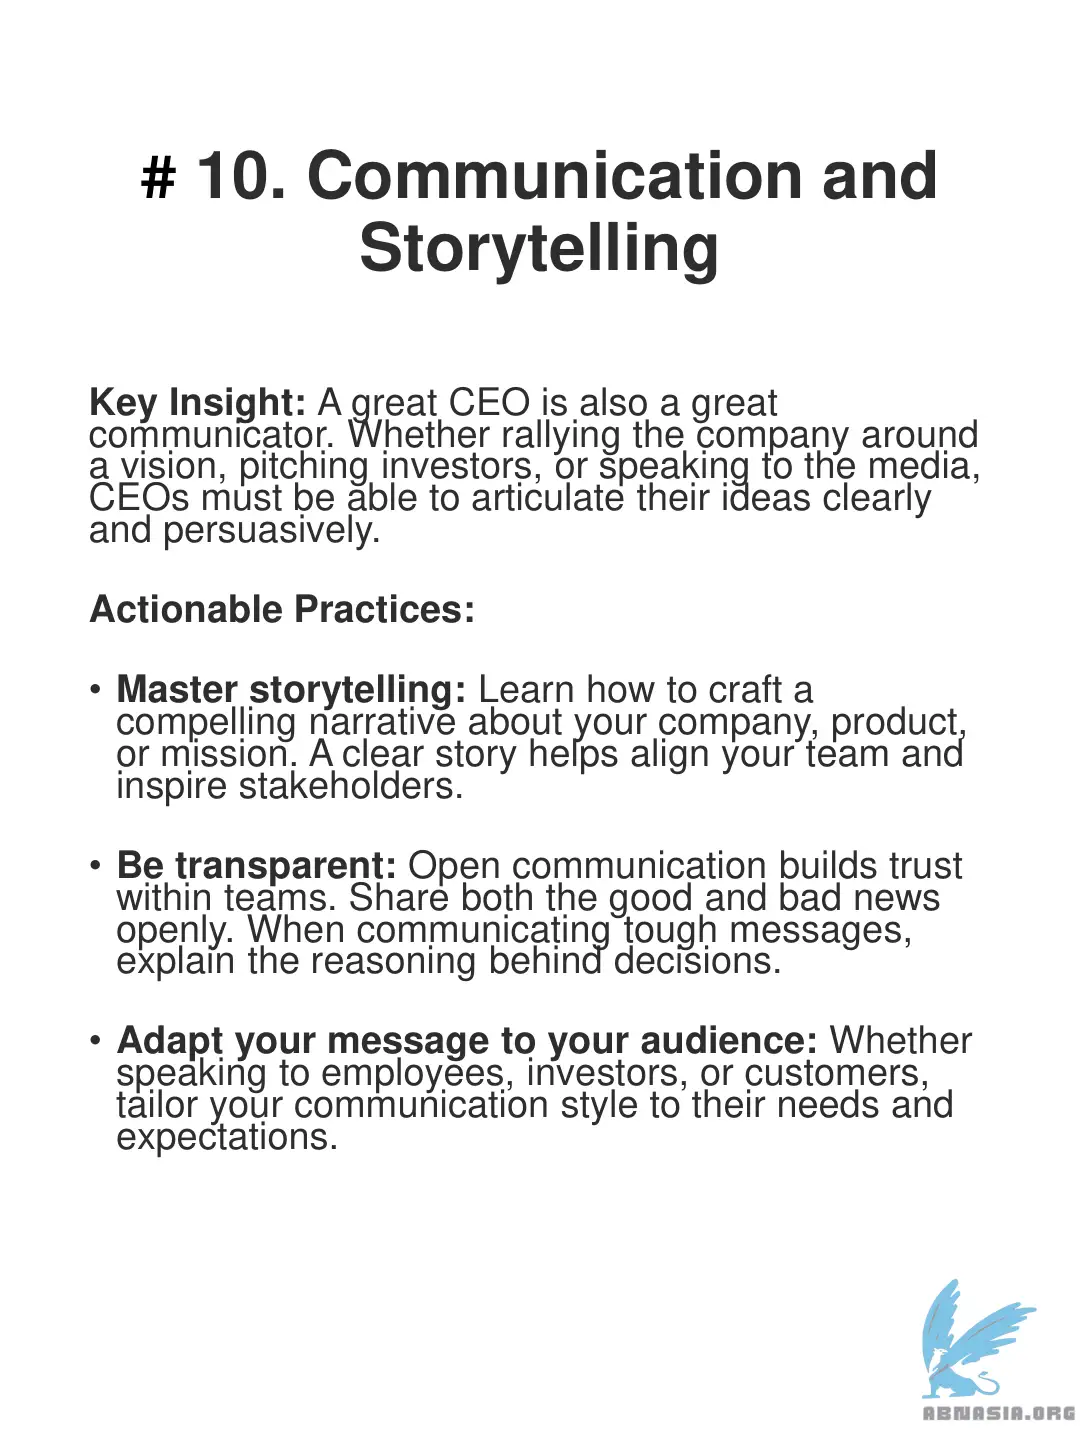 # 10. Communication and
Storytelling
Key Insight: A great CEO is also a great
communicator. Whether rallying the company around
a vision, pitching investors, or speaking to the media,
CEOs must be able to articulate their ideas clearly
and persuasively.
Actionable Practices:
• Master storytelling: Learn how to craft a
compelling narrative about your company, product,
or mission. A clear story helps align your team and
inspire stakeholders.
• Be transparent: Open communication builds trust
within teams. Share both the good and bad news
openly. When communicating tough messages,
explain the reasoning behind decisions.
• Adapt your message to your audience: Whether
speaking to employees, investors, or customers,
tailor your communication style to their needs and
expectations.
ABNASIA.ORG